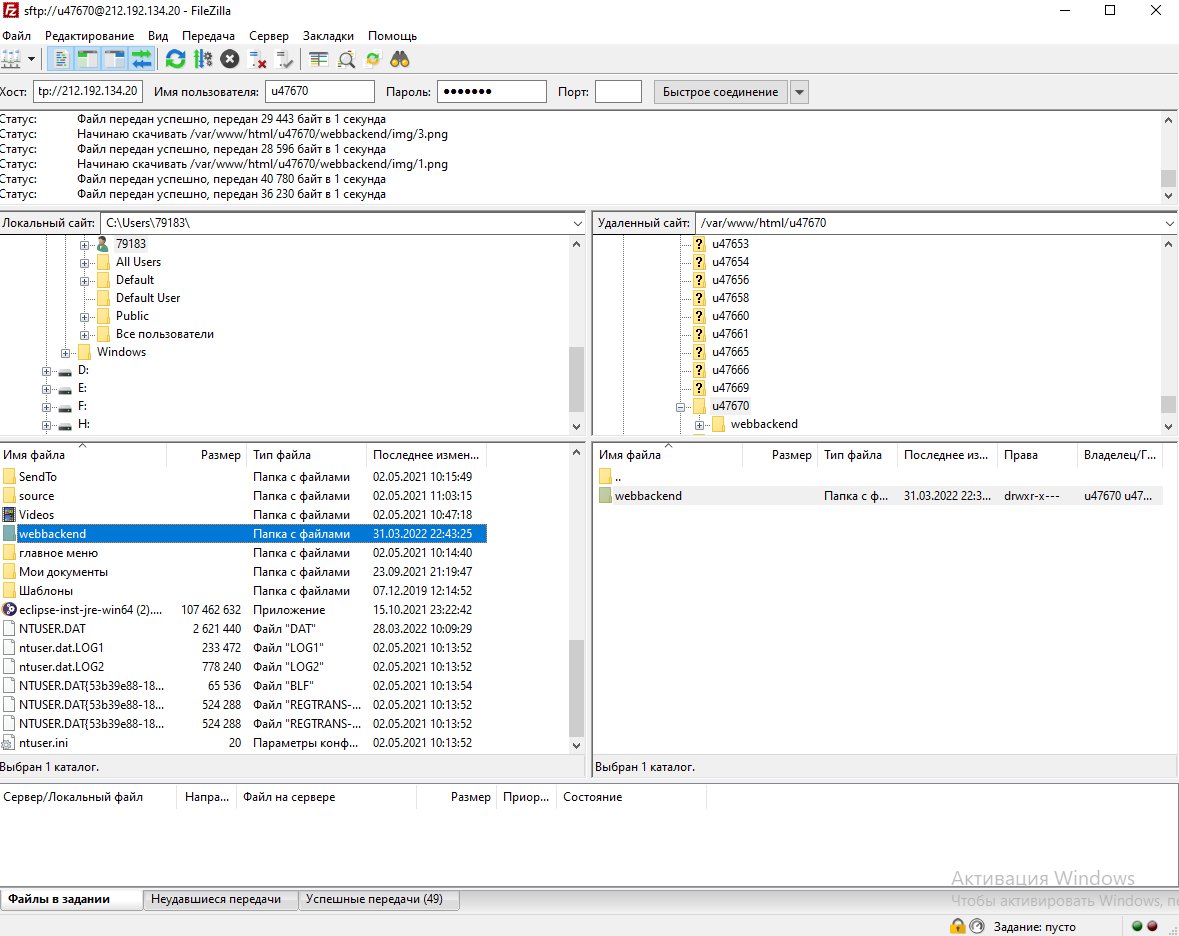 sftp://u47670@212.192.134.20 - FileZilla
Файл Редактирование Вид Передача Сервер Закладки Помощь
Хост: tp://212.192.134.20 Имя пользователя: u47670 Пароль: ●●●●●●● Порт: Быстрое соединение
Статус: Файл передан успешно, передан 29 443 байт в 1 секунда
Статус: Начинаю скачивать /var/www/html/u47670/webbackend/img/3.png
Статус: Файл передан успешно, передан 28 596 байт в 1 секунда
Статус: Начинаю скачивать /var/www/html/u47670/webbackend/img/1.png
Статус: Файл передан успешно, передан 40 780 байт в 1 секунда
Статус: Файл передан успешно, передан 36 230 байт в 1 секунда
Локальный сайт: C:\Users\79183\
79183
All Users
Default
Default User
Public
Все пользователи
Windows
D:
E:
F:
H:
Удаленный сайт: /var/www/html/u47670
u47653
u47654
u47656
u47658
u47660
u47661
u47665
u47666
u47669
u47670
webbackend
Имя файла Размер Тип файла Последнее измен...
SendTo Папка с файлами 02.05.2021 10:15:49
source Папка с файлами 02.05.2021 11:03:15
Videos Папка с файлами 02.05.2021 10:47:18
webbackend Папка с файлами 31.03.2022 22:43:25
главное меню Папка с файлами 02.05.2021 10:14:40
Мои документы Папка с файлами 23.09.2021 21:19:47
Шаблоны Папка с файлами 07.12.2019 12:14:52
eclipse-inst-jre-win64 (2).... 107 462 632 Приложение 15.10.2021 23:22:42
NTUSER.DAT 2 621 440 Файл "DAT" 28.03.2022 10:09:29
ntuser.dat.LOG1 233 472 Файл "LOG1" 02.05.2021 10:13:52
ntuser.dat.LOG2 778 240 Файл "LOG2" 02.05.2021 10:13:52
NTUSER.DAT{53b39e88-18... 65 536 Файл "BLF" 02.05.2021 10:13:54
NTUSER.DAT{53b39e88-18... 524 288 Файл "REGTRANS-... 02.05.2021 10:13:52
NTUSER.DAT{53b39e88-18... 524 288 Файл "REGTRANS-... 02.05.2021 10:13:52
ntuser.ini 20 Параметры конф... 02.05.2021 10:13:52
Выбран 1 каталог.
Имя файла Размер Тип файла Последнее из... Права Владелец/Г...
..
webbackend Папка с ф... 31.03.2022 22:3... drwxr-x--- u47670 u47...
Выбран 1 каталог.
Сервер/Локальный файл Напра... Файл на сервере Размер Приор... Состояние
Активация Windows
Чтобы активировать Windows, пе
Файлы в задании Неудавшиеся передачи Успешные передачи (49)
Задание: пусто